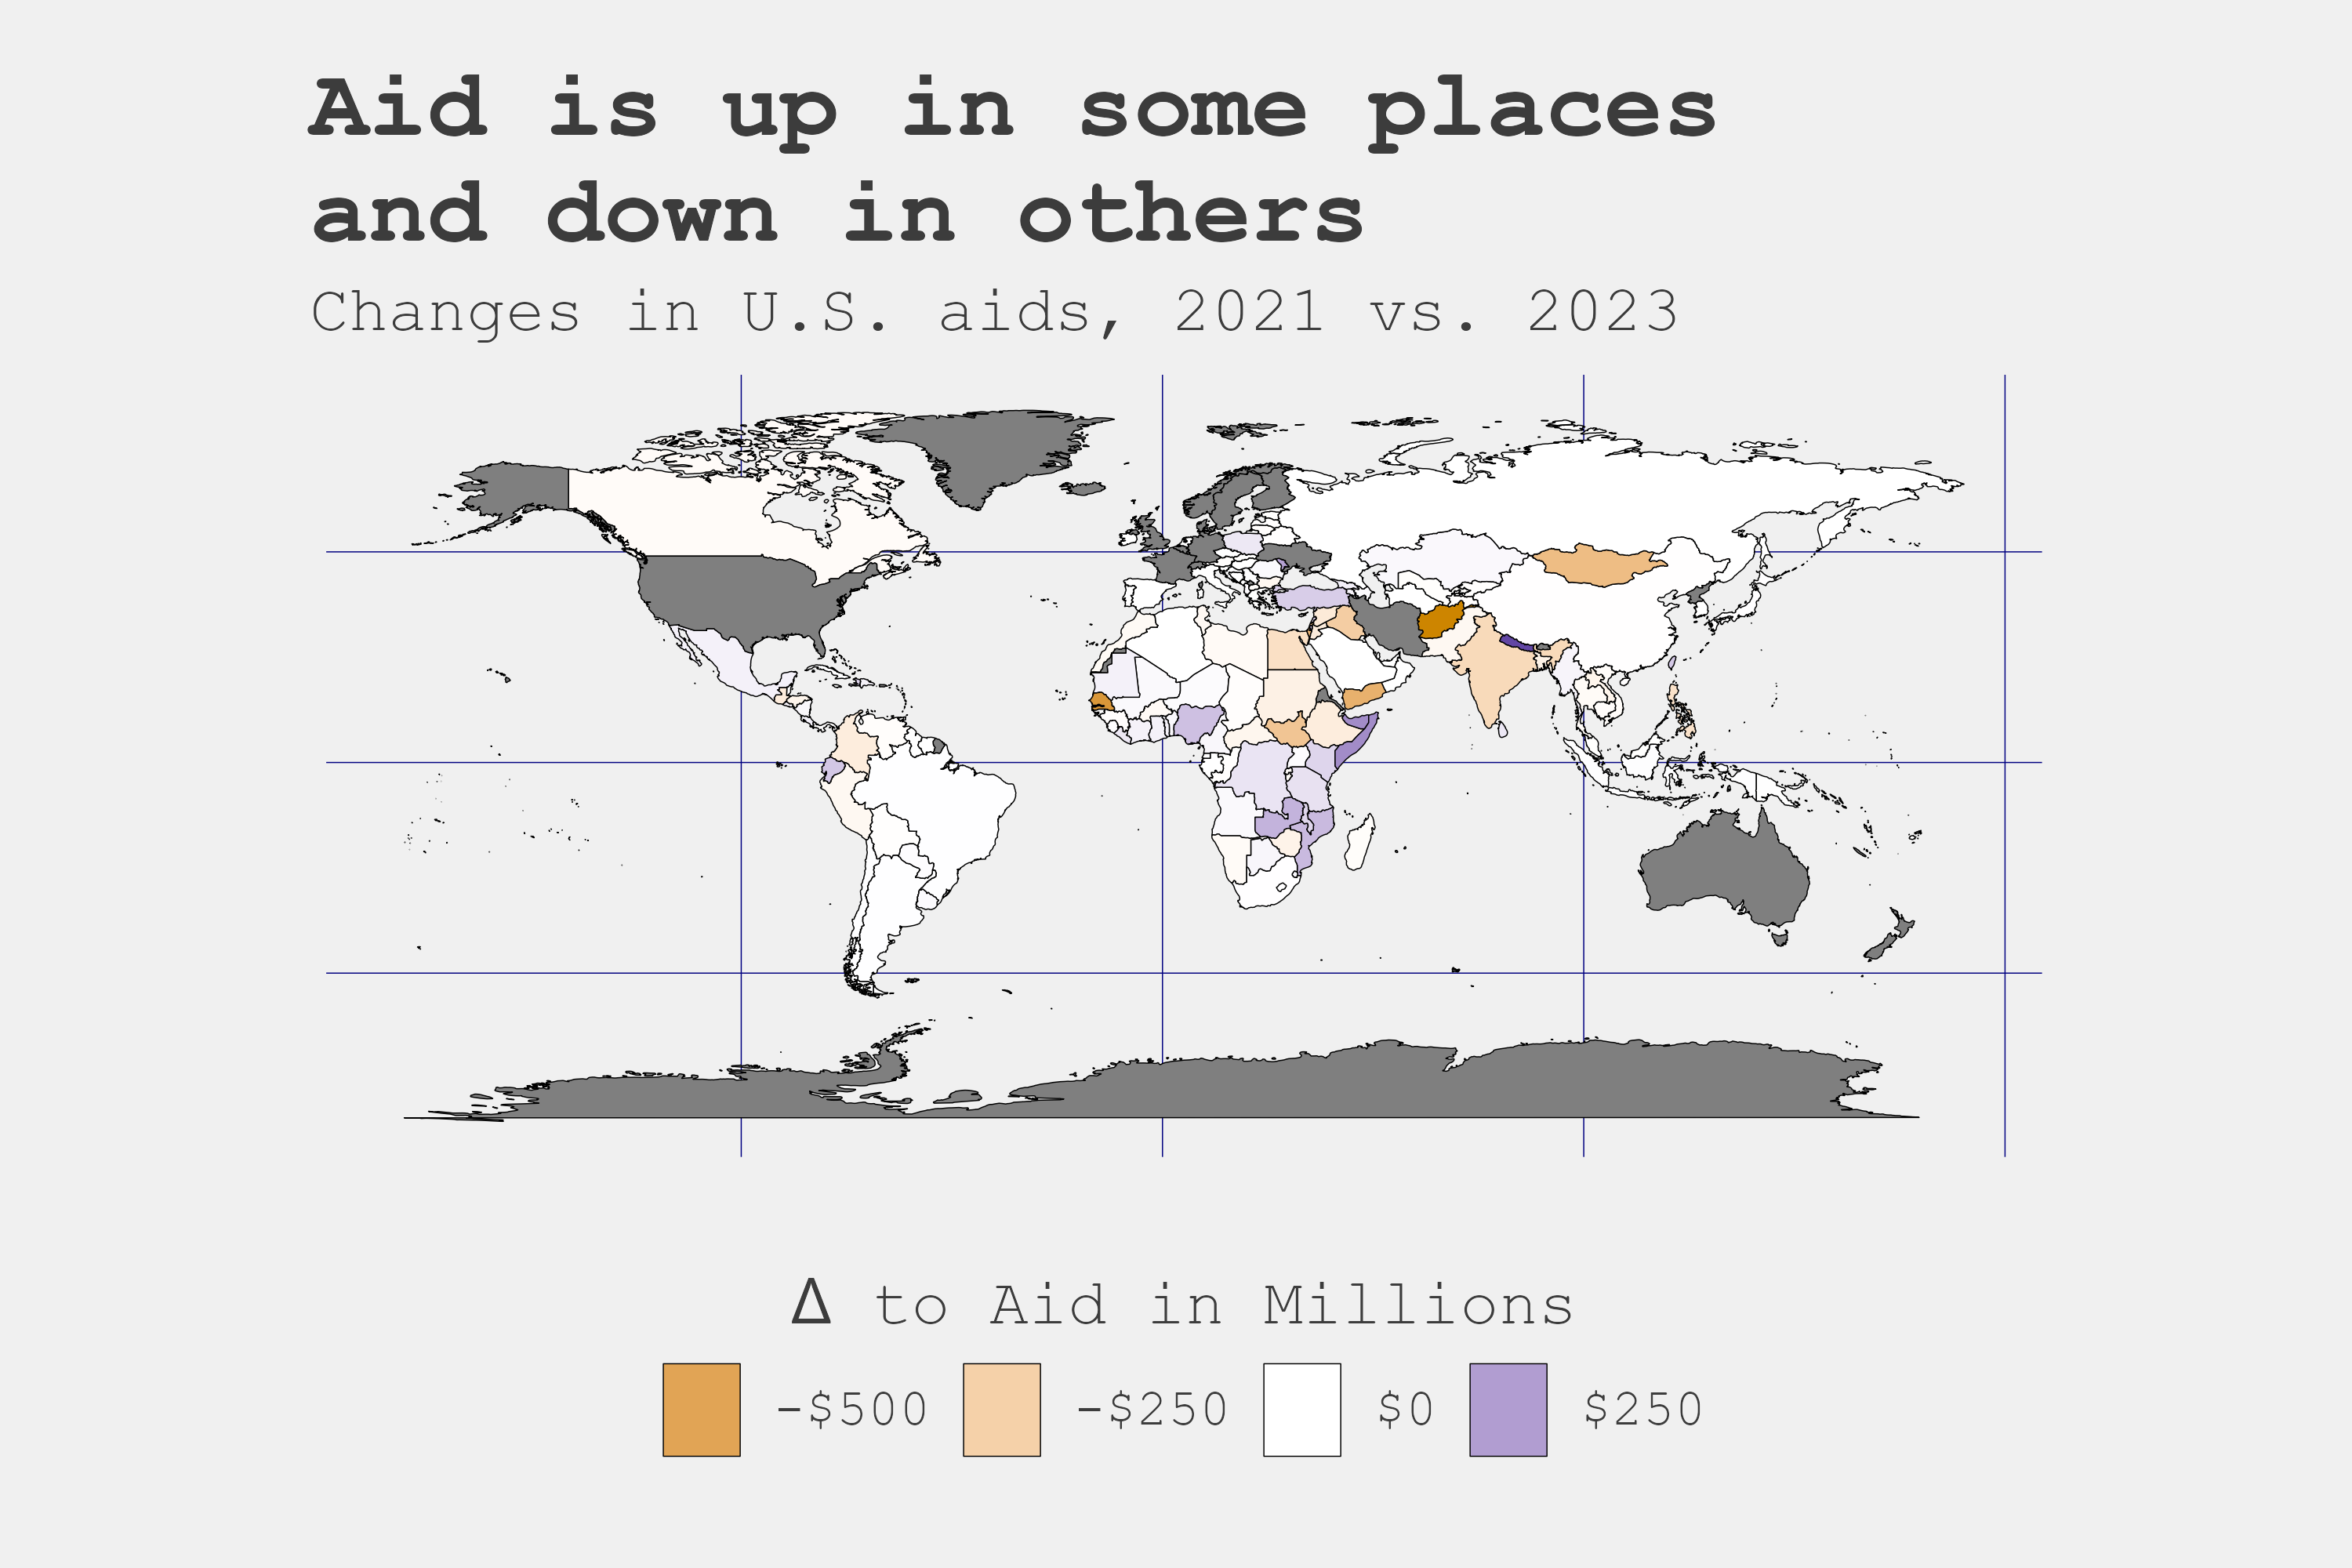 Aid is up in some places
and down in others
Changes in U.S. aids, 2021 vs. 2023
Δ to Aid in Millions
-$500 -$250 $0 $250